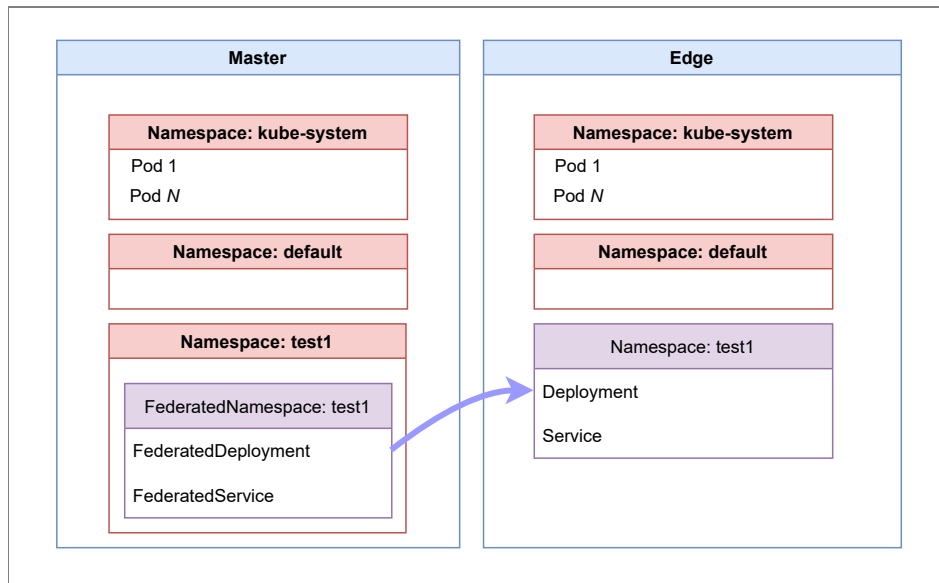 Master
Namespace: kube-system
Pod 1
Pod N
Namespace: default
Namespace: test1
FederatedNamespace: test1
FederatedDeployment
FederatedService
Edge
Namespace: kube-system
Pod 1
Pod N
Namespace: default
Namespace: test1
Deployment
Service